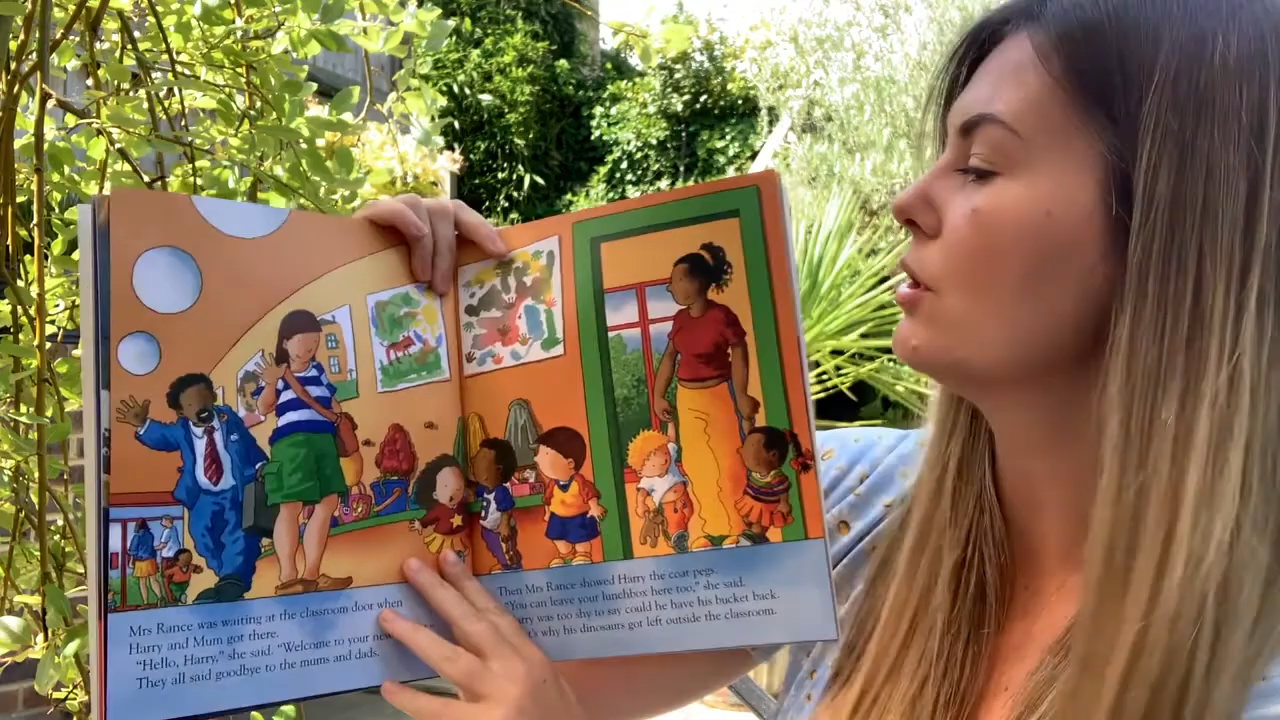 Mrs Rance was waiting at the classroom door when
Harry and Mum got there.
"Hello, Harry," she said. "Welcome to your new
They all said goodbye to the mums and dads.
Then Mrs Rance showed Harry the coat pegs.
"You can leave your lunchbox here too," she said.
was too shy to say could he have his bucket back.
why his dinosaurs got left outside the classroom.